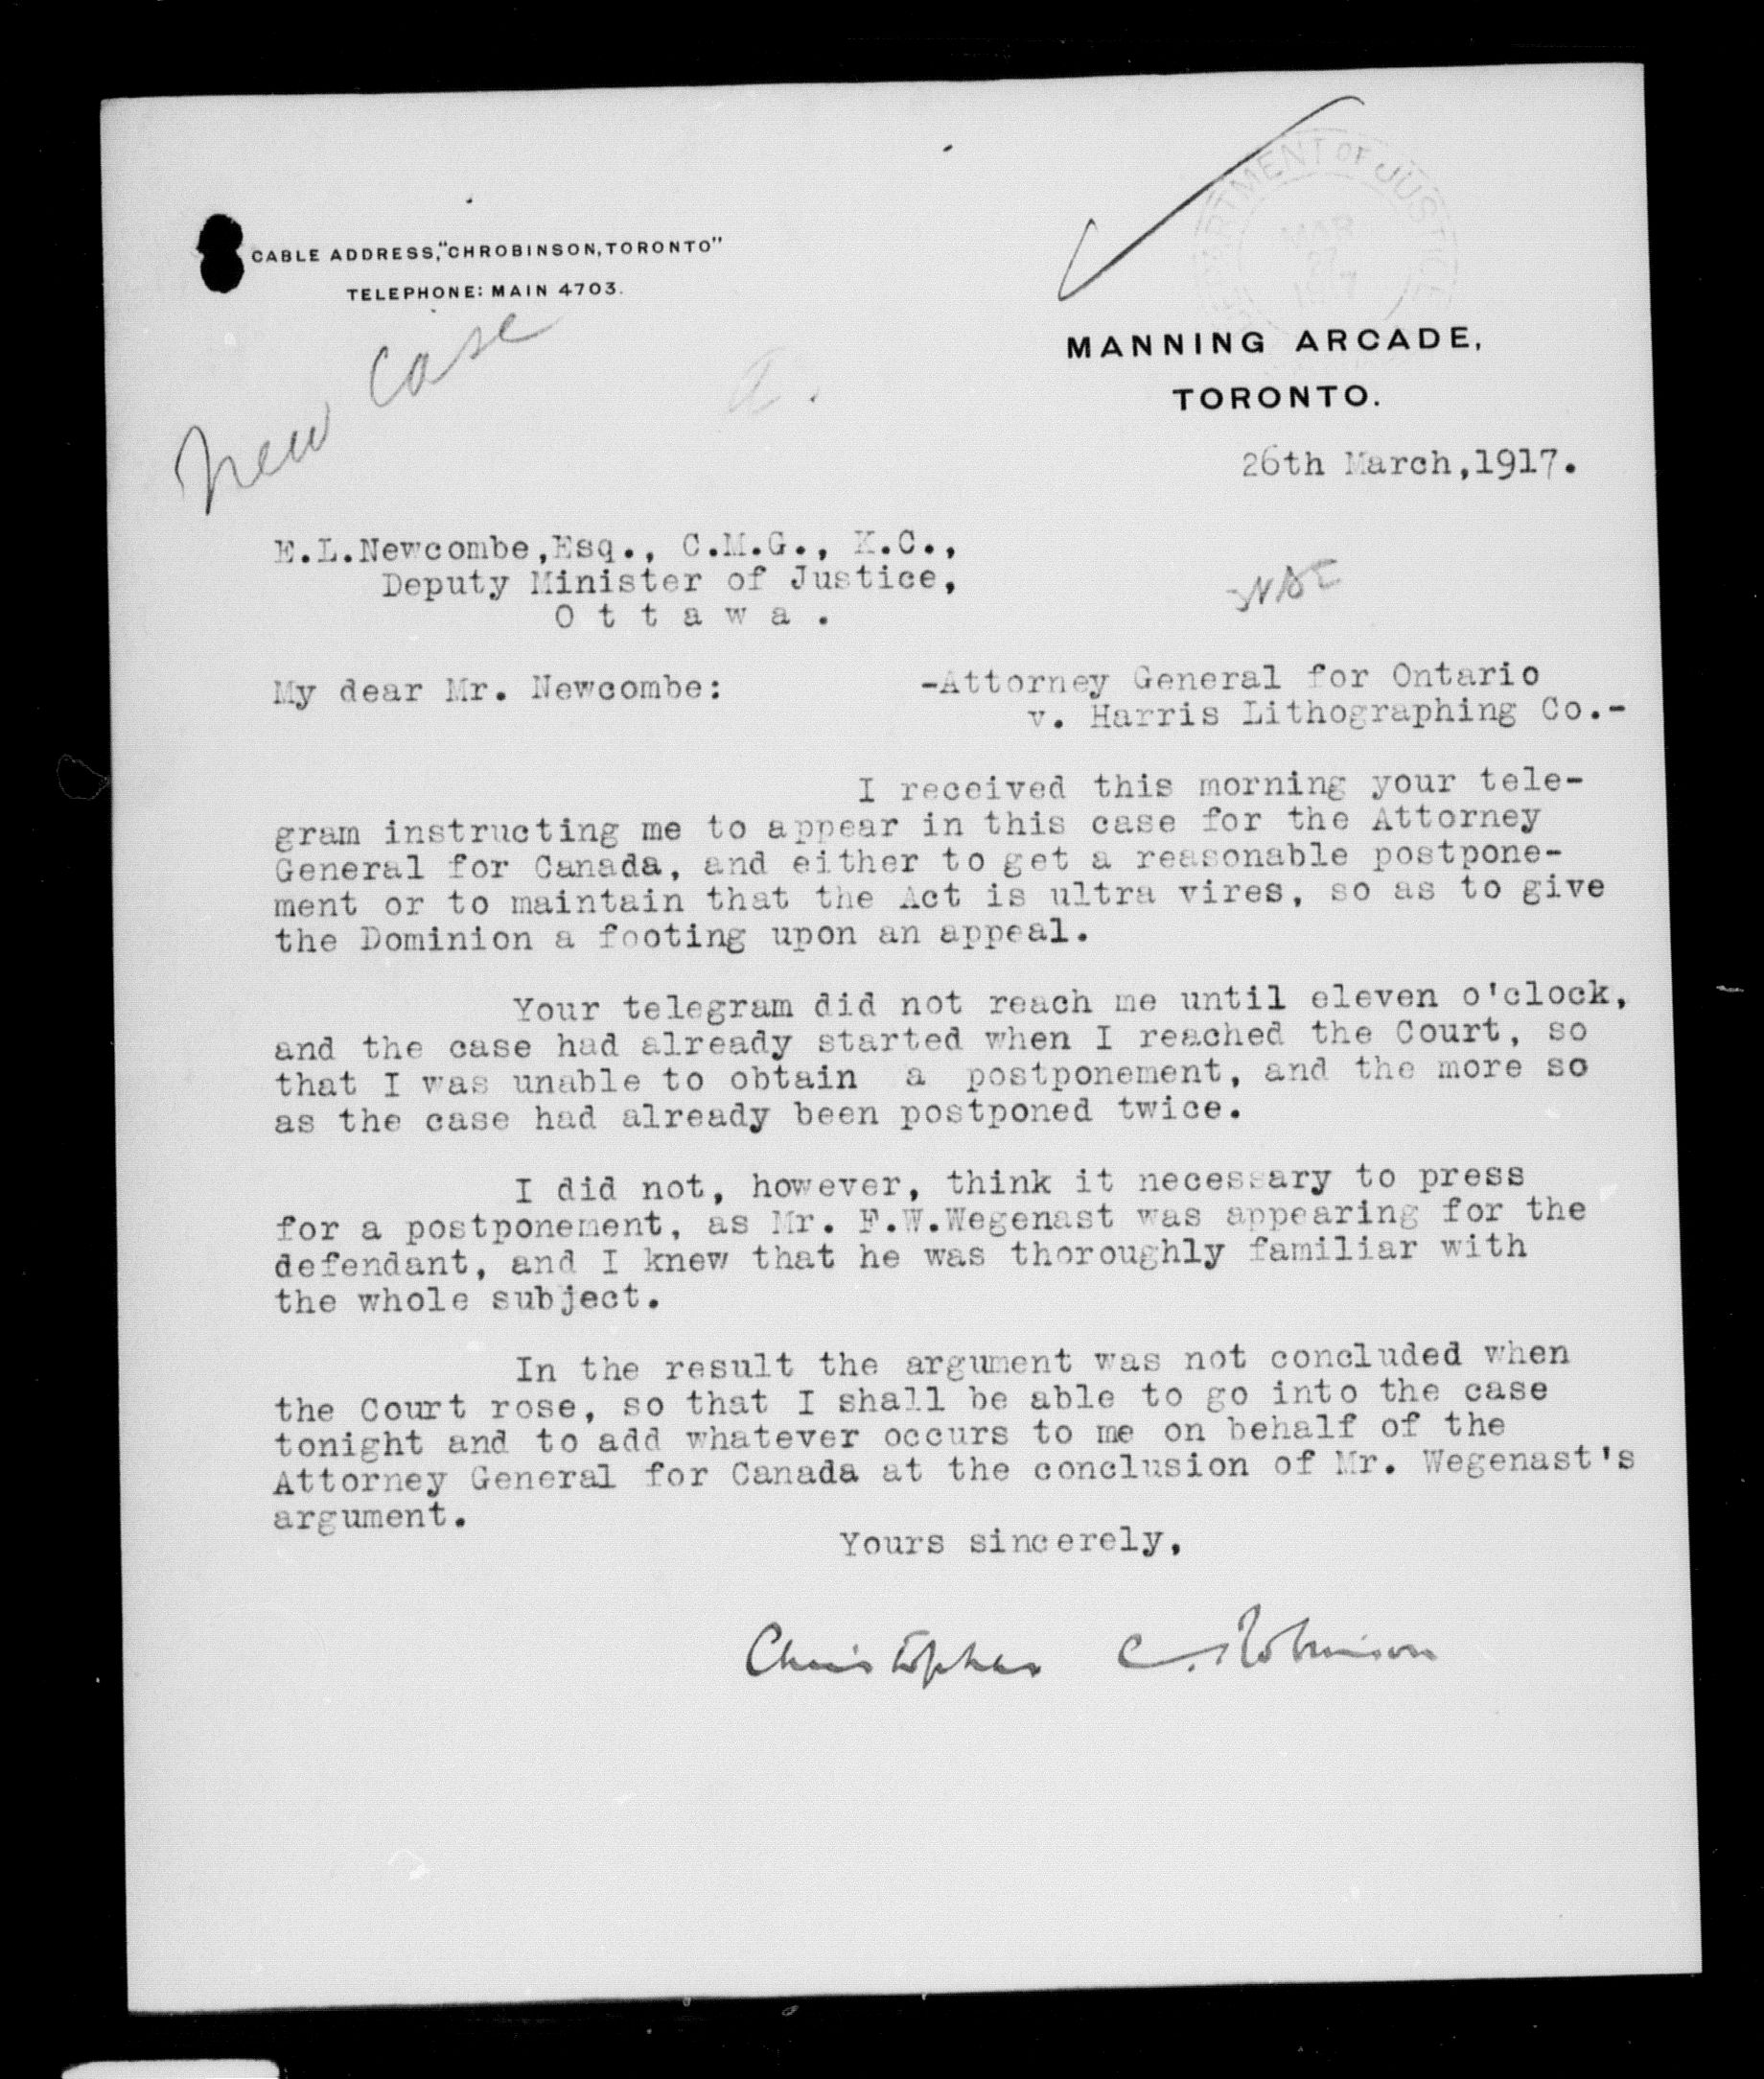 DEPARTMENT OF JUSTICE
MAR
27
1917
CABLE ADDRESS, "CHROBINSON, TORONTO"
TELEPHONE: MAIN 4703.
New Case
a.
MANNING ARCADE,
TORONTO.
26th March, 1917.
E.L.Newcombe,Esq., C.M.G., K.C.,
Deputy Minister of Justice,
O t t a w a .
My dear Mr. Newcombe:
-Attorney General for Ontario
v. Harris Lithographing Co.-
I received this morning your tele-
gram instructing me to appear in this case for the Attorney
General for Canada, and either to get a reasonable postpone-
ment or to maintain that the Act is ultra vires, so as to give
the Dominion a footing upon an appeal.
Your telegram did not reach me until eleven o'clock,
and the case had already started when I reached the Court, so
that I was unable to obtain a postponement, and the more so
as the case had already been postponed twice.
I did not, however, think it necessary to press
for a postponement, as Mr. F.W.Wegenast was appearing for the
defendant, and I knew that he was thoroughly familiar with
the whole subject.
In the result the argument was not concluded when
the Court rose, so that I shall be able to go into the case
tonight and to add whatever occurs to me on behalf of the
Attorney General for Canada at the conclusion of Mr. Wegenast's
argument.
Yours sincerely,
Christopher C. Robinson